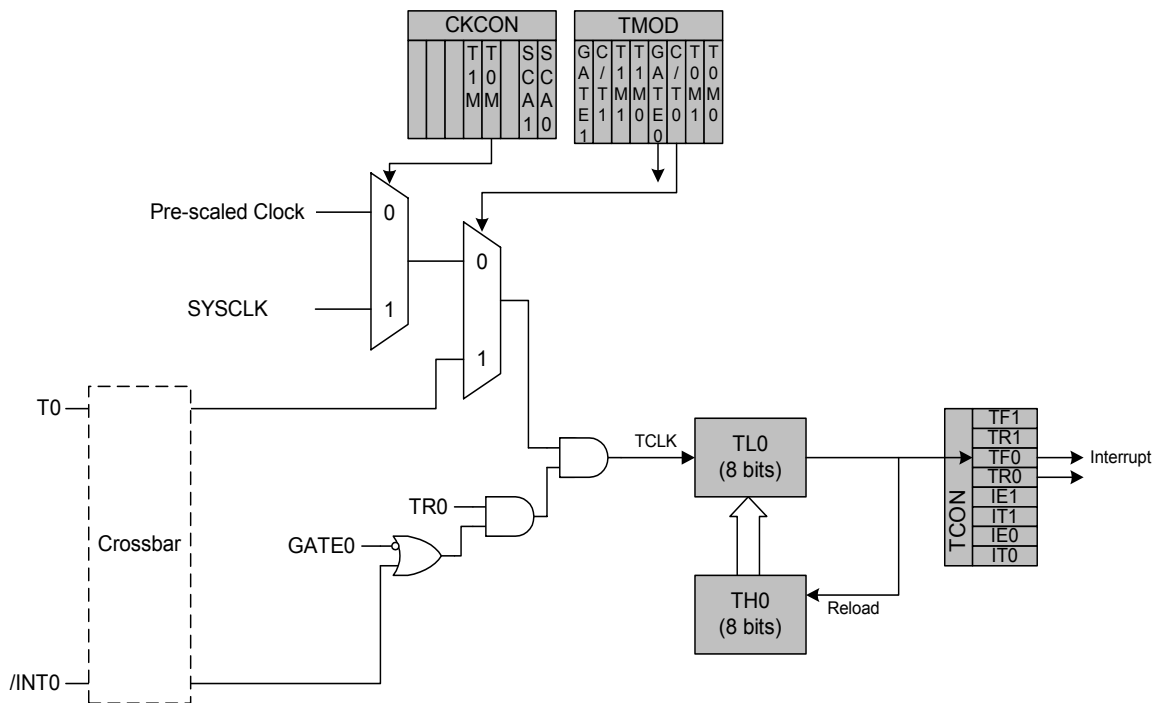 CKCON
T1M
T0M
SCA1
SCA0
TMOD
GATE1
C/T1
T1M1
T1M0
GATE0
C/T0
T0M1
T0M0
Pre-scaled Clock
0
SYSCLK
1
0
1
T0
Crossbar
/INT0
TR0
GATE0
TCLK
TL0
(8 bits)
TH0
(8 bits)
Reload
TCON
TF1
TR1
TF0
TR0
IE1
IT1
IE0
IT0
Interrupt